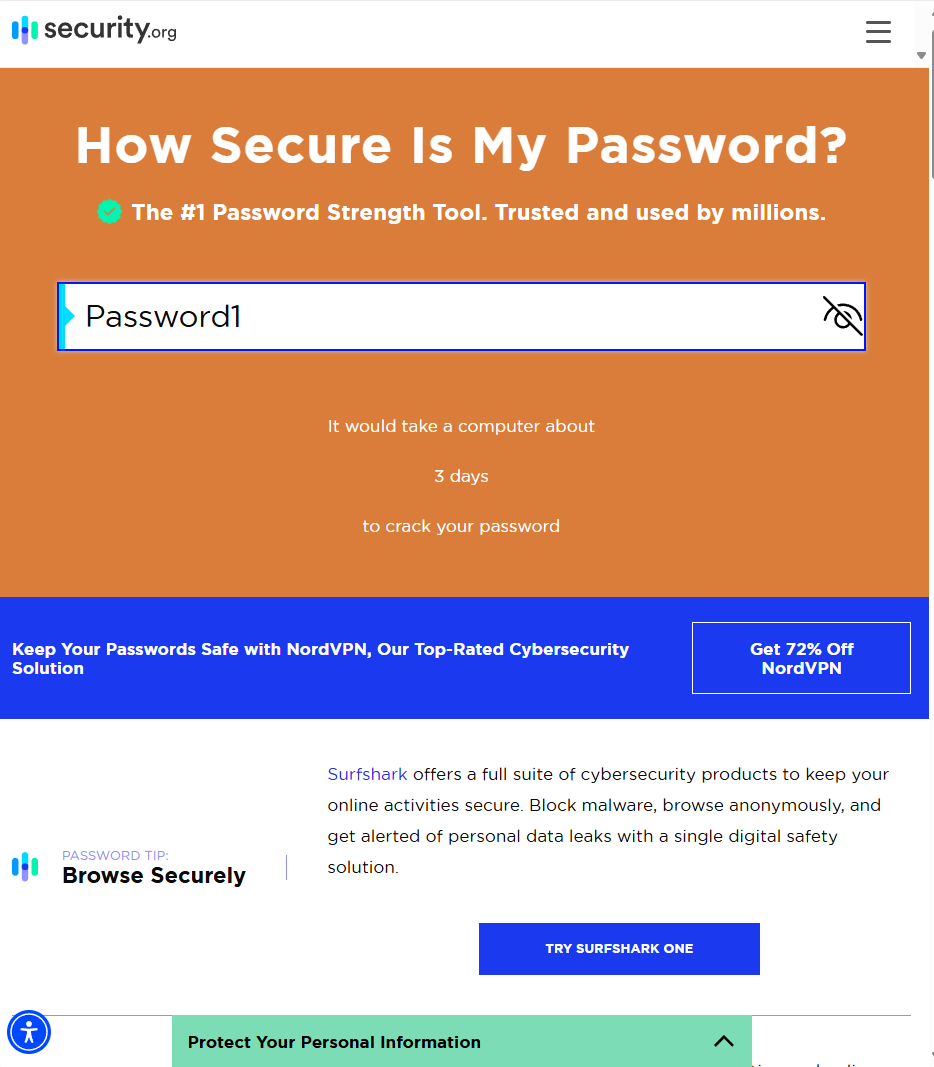 security.org
How Secure Is My Password?
The #1 Password Strength Tool. Trusted and used by millions.
Password1
It would take a computer about
3 days
to crack your password
Keep Your Passwords Safe with NordVPN, Our Top-Rated Cybersecurity
Solution
Get 72% Off
NordVPN
Surfshark offers a full suite of cybersecurity products to keep your
online activities secure. Block malware, browse anonymously, and
get alerted of personal data leaks with a single digital safety
solution.
PASSWORD TIP:
Browse Securely
TRY SURFSHARK ONE
Protect Your Personal Information